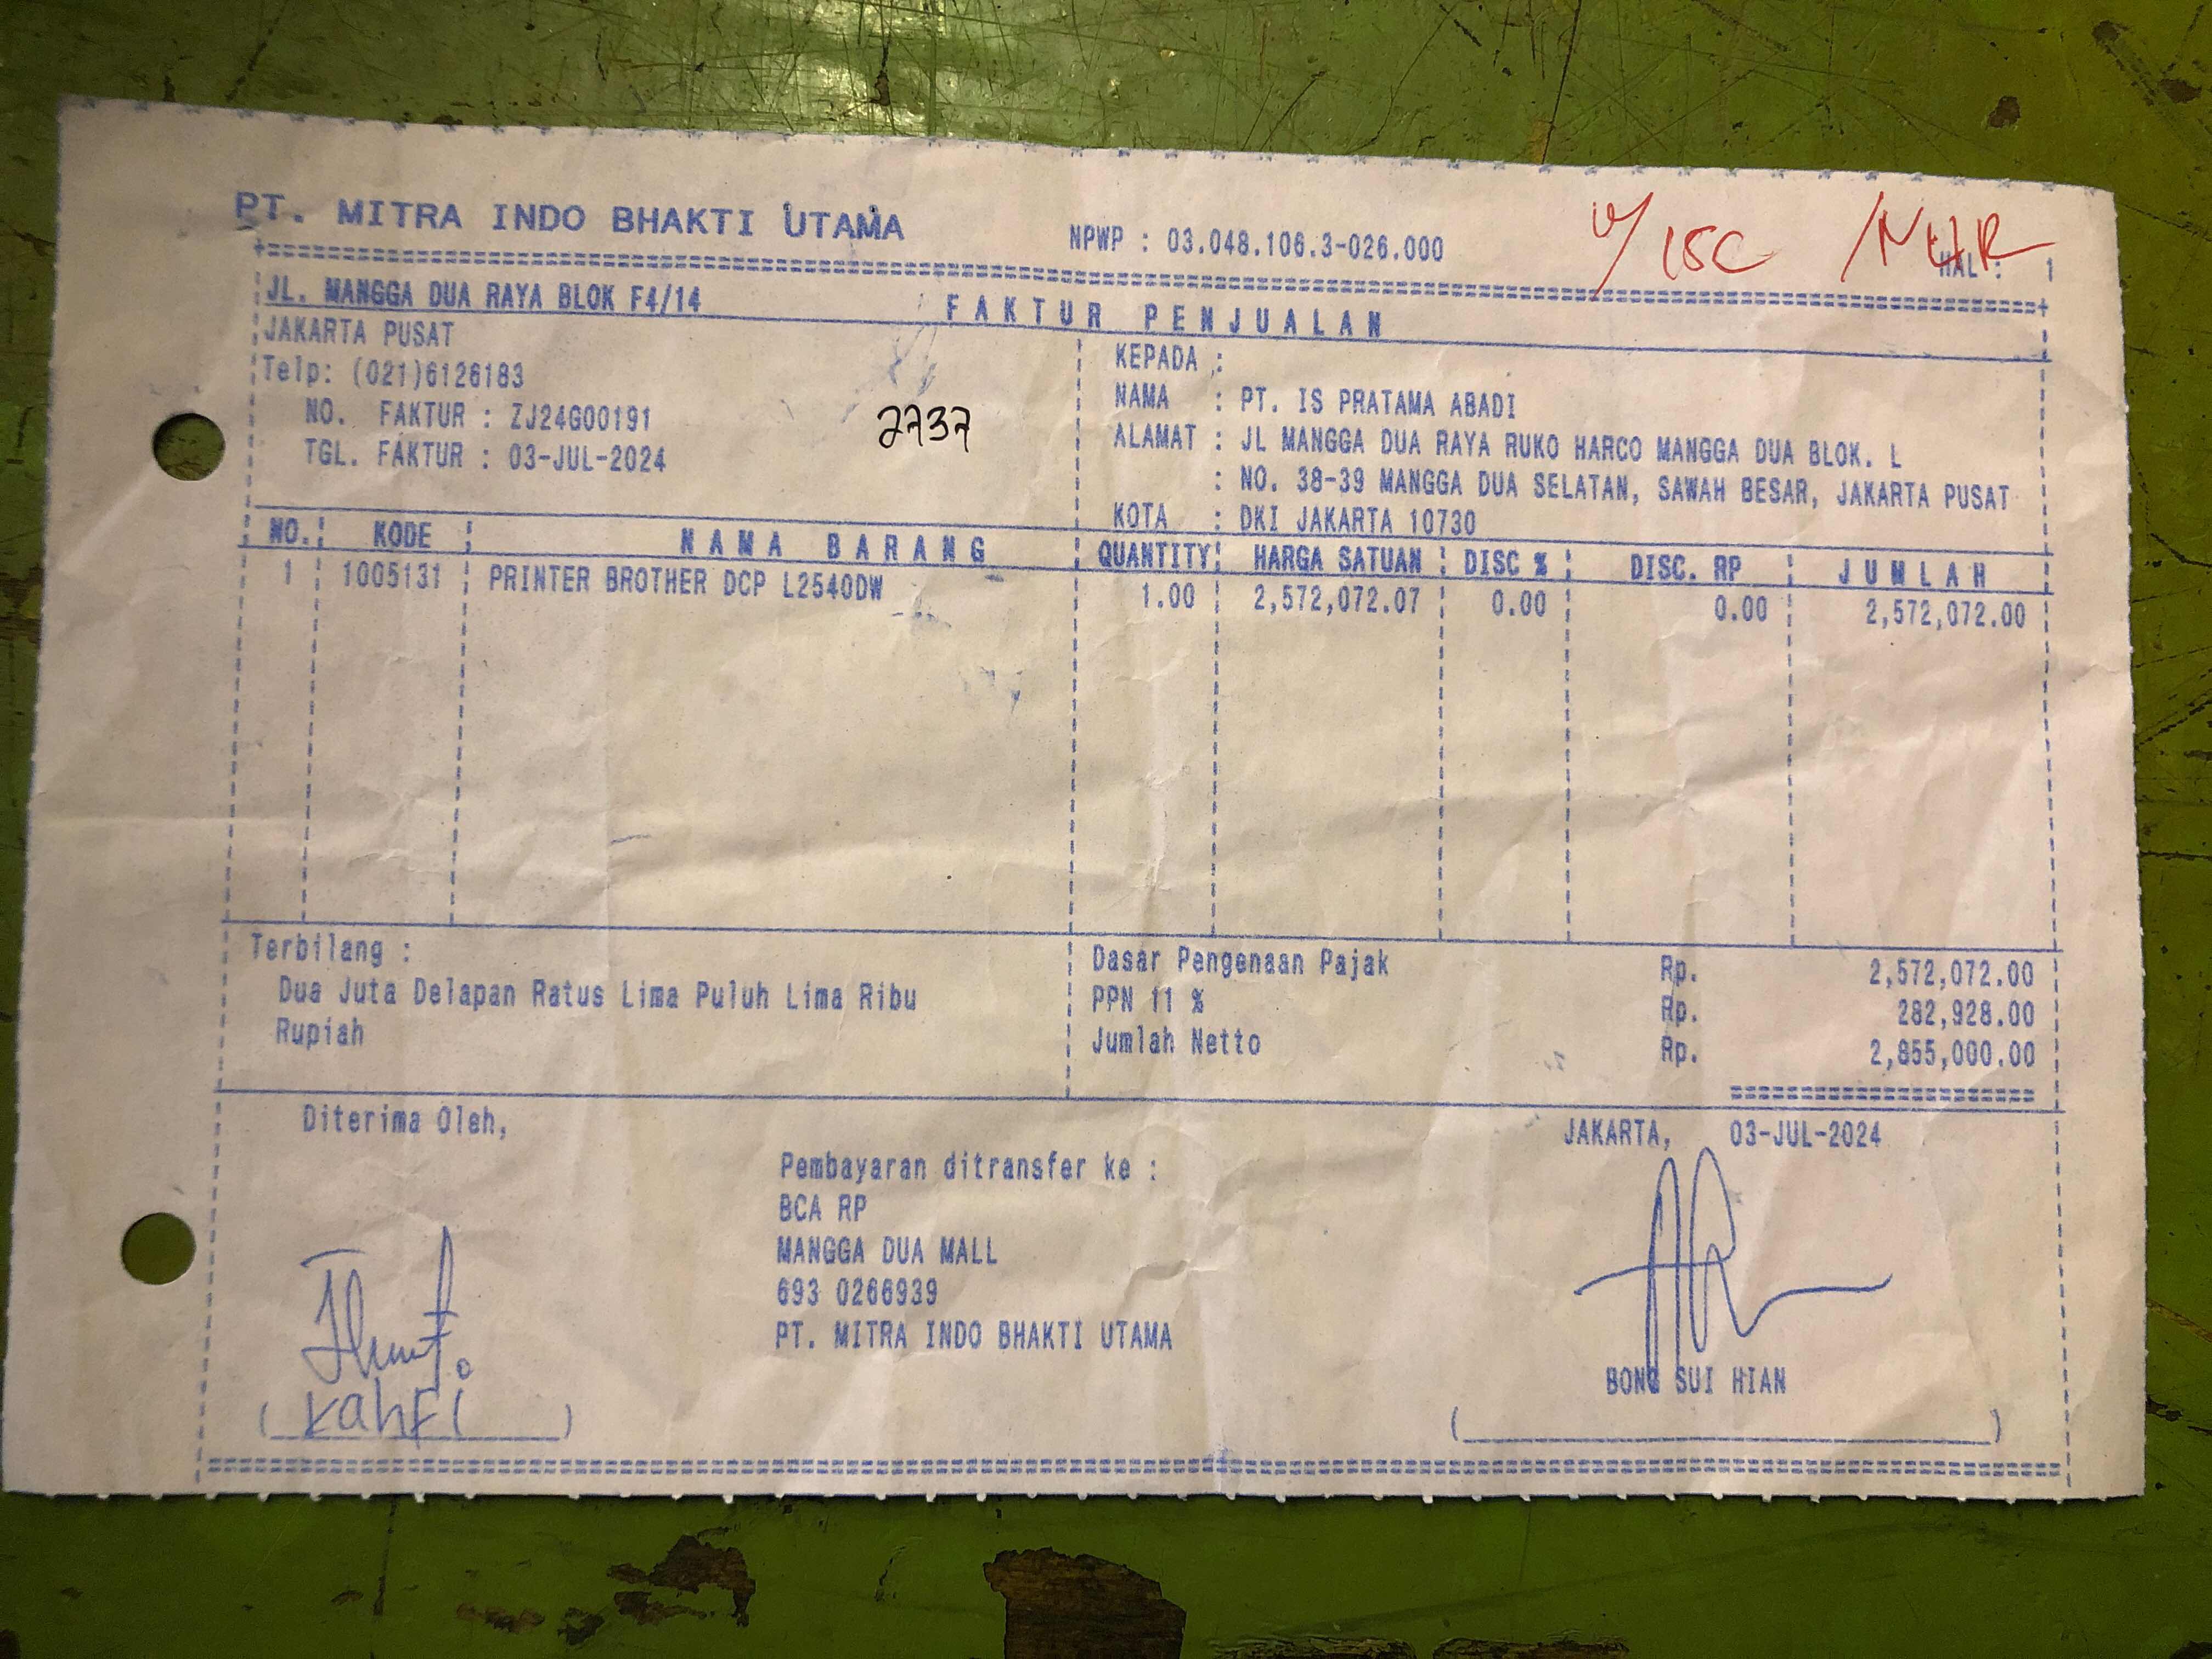 PT. MITRA INDO BHAKTI UTAMA
NPWP : 03.048.106.3-026.000
15C
HAL : 1
JL. MANGGA DUA RAYA BLOK F4/14
FAKTUR PENJUALAN
JAKARTA PUSAT
Telp: (021)6126183
NO. FAKTUR : ZJ24G00191
2737
TGL. FAKTUR : 03-JUL-2024
KEPADA :
NAMA : PT. IS PRATAMA ABADI
ALAMAT : JL MANGGA DUA RAYA RUKO HARCO MANGGA DUA BLOK. L
: NO. 38-39 MANGGA DUA SELATAN, SAWAH BESAR, JAKARTA PUSAT
KOTA : DKI JAKARTA 10730
NO. KODE NAMA BARANG QUANTITY HARGA SATUAN DISC % DISC. RP JUMLAH
1 1005131 PRINTER BROTHER DCP L2540DW 1.00 2,572,072.07 0.00 0.00 2,572,072.00
Terbilang :
Dua Juta Delapan Ratus Lima Puluh Lima Ribu
Rupiah
Dasar Pengenaan Pajak Rp. 2,572,072.00
PPN 11 % Rp. 282,928.00
Jumlah Netto Rp. 2,855,000.00
Diterima Oleh,
(Kahfi)
Pembayaran ditransfer ke :
BCA RP
MANGGA DUA MALL
693 0266939
PT. MITRA INDO BHAKTI UTAMA
JAKARTA, 03-JUL-2024
BONG SUI HIAN